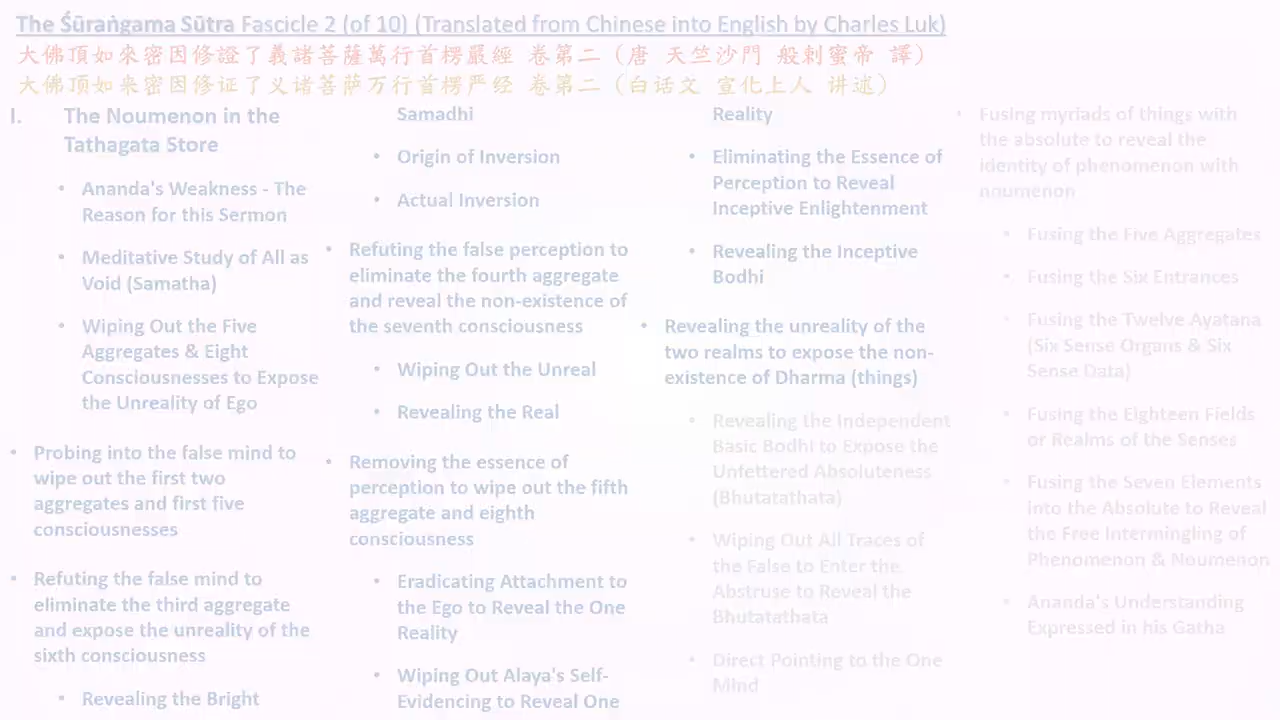 The Śūraṅgama Sūtra Fascicle 2 (of 10) (Translated from Chinese into English by Charles Luk)
大佛頂如來密因修證了義諸菩薩萬行首楞嚴經 卷第二（唐 天竺沙門 般剌蜜帝 譯）
大佛顶如来密因修证了义诸菩萨万行首楞严经 卷第二（白话文 宣化上人 讲述）
I. The Noumenon in the
Tathagata Store
• Ananda's Weakness - The
Reason for this Sermon
• Meditative Study of All as
Void (Samatha)
• Wiping Out the Five
Aggregates & Eight
Consciousnesses to Expose
the Unreality of Ego
• Probing into the false mind to
wipe out the first two
aggregates and first five
consciousnesses
• Refuting the false mind to
eliminate the third aggregate
and expose the unreality of the
sixth consciousness
• Revealing the Bright
Samadhi
• Origin of Inversion
• Actual Inversion
• Refuting the false perception to
eliminate the fourth aggregate
and reveal the non-existence of
the seventh consciousness
• Wiping Out the Unreal
• Revealing the Real
• Removing the essence of
perception to wipe out the fifth
aggregate and eighth
consciousness
• Eradicating Attachment to
the Ego to Reveal the One
Reality
• Wiping Out Alaya's Self-
Evidencing to Reveal One
Reality
• Eliminating the Essence of
Perception to Reveal
Inceptive Enlightenment
• Revealing the Inceptive
Bodhi
• Revealing the unreality of the
two realms to expose the non-
existence of Dharma (things)
• Revealing the Independent
Basic Bodhi to Expose the
Unfettered Absoluteness
(Bhutatathata)
• Wiping Out All Traces of
the False to Enter the
Abstruse to Reveal the
Bhutatathata
• Direct Pointing to the One
Mind
• Fusing myriads of things with
the absolute to reveal the
identity of phenomenon with
noumenon
• Fusing the Five Aggregates
• Fusing the Six Entrances
• Fusing the Twelve Ayatana
(Six Sense Organs & Six
Sense Data)
• Fusing the Eighteen Fields
or Realms of the Senses
• Fusing the Seven Elements
into the Absolute to Reveal
the Free Intermingling of
Phenomenon & Noumenon
• Ananda's Understanding
Expressed in his Gatha